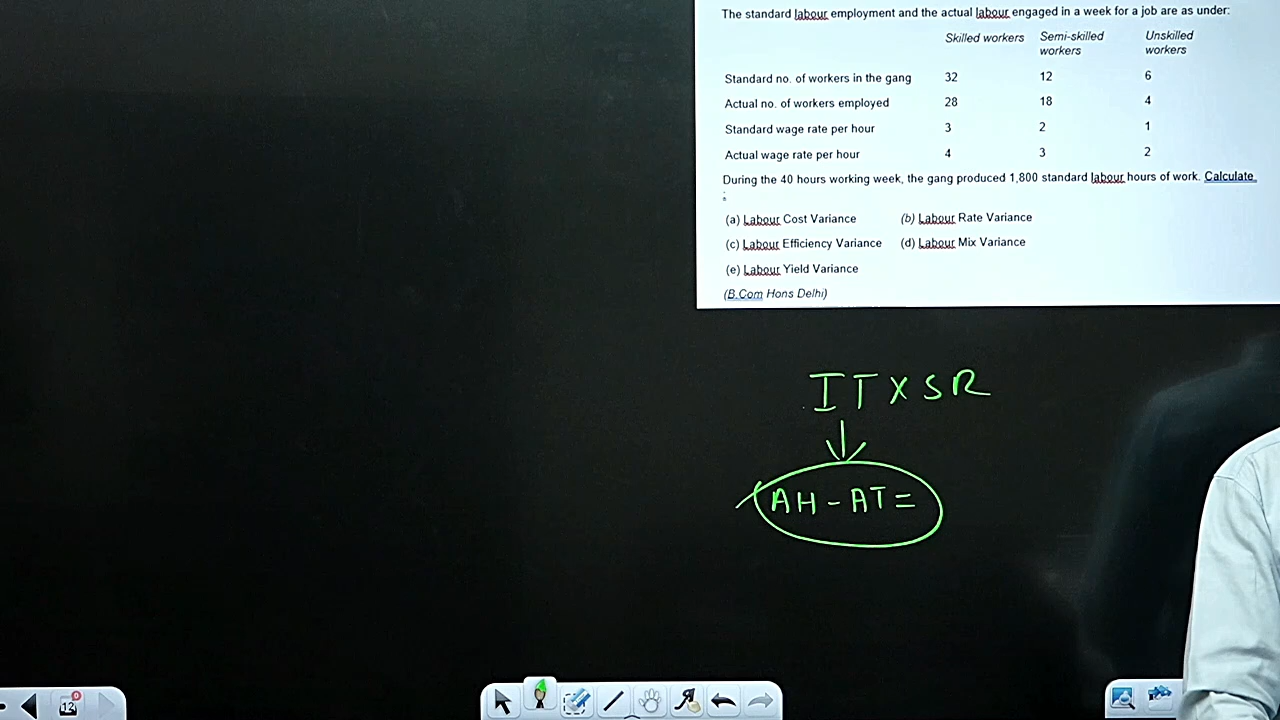 The standard labour employment and the actual labour engaged in a week for a job are as under:
Skilled workers Semi-skilled workers Unskilled workers
Standard no. of workers in the gang 32 12 6
Actual no. of workers employed 28 18 4
Standard wage rate per hour 3 2 1
Actual wage rate per hour 4 3 2
During the 40 hours working week, the gang produced 1,800 standard labour hours of work. Calculate
:
(a) Labour Cost Variance (b) Labour Rate Variance
(c) Labour Efficiency Variance (d) Labour Mix Variance
(e) Labour Yield Variance
(B.Com Hons Delhi)
IT X SR
AH - AT =
12
0